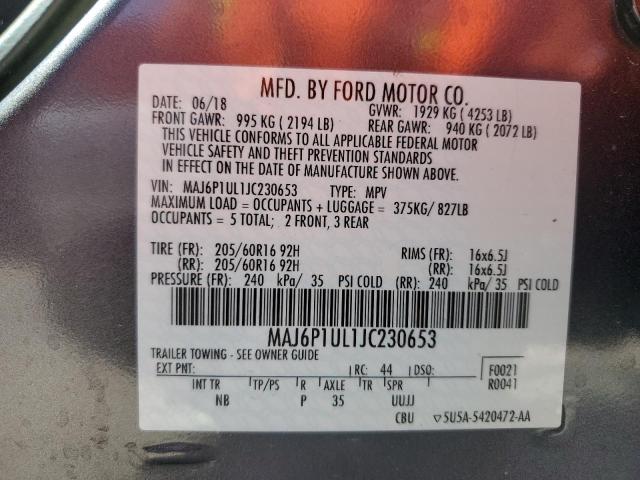 MFD. BY FORD MOTOR CO.
DATE: 06/18 GVWR: 1929 KG ( 4253 LB)
FRONT GAWR: 995 KG ( 2194 LB) REAR GAWR: 940 KG ( 2072 LB)
THIS VEHICLE CONFORMS TO ALL APPLICABLE FEDERAL MOTOR
VEHICLE SAFETY AND THEFT PREVENTION STANDARDS
IN EFFECT ON THE DATE OF MANUFACTURE SHOWN ABOVE.
VIN: MAJ6P1UL1JC230653 TYPE: MPV
MAXIMUM LOAD = OCCUPANTS + LUGGAGE = 375KG/ 827LB
OCCUPANTS = 5 TOTAL; 2 FRONT, 3 REAR
TIRE (FR): 205/60R16 92H RIMS (FR): 16x6.5J
(RR): 205/60R16 92H (RR): 16x6.5J
PRESSURE (FR): 240 kPa/ 35 PSI COLD (RR): 240 kPa/ 35 PSI COLD
MAJ6P1UL1JC230653
TRAILER TOWING - SEE OWNER GUIDE
EXT PNT: RC: 44 DSO: F0021
INT TR TP/PS R AXLE TR SPR R0041
NB P 35 UUJJ
CBU ▽5U5A-5420472-AA